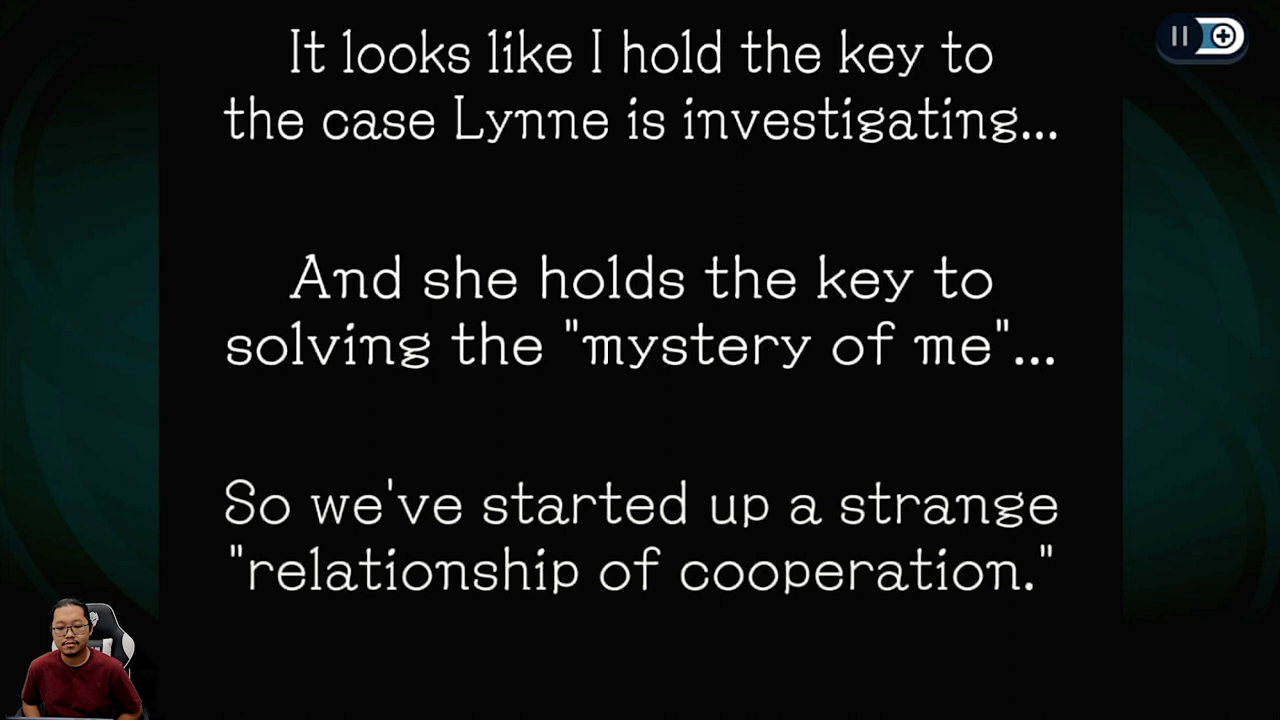 It looks like I hold the key to
the case Lynne is investigating...
And she holds the key to
solving the "mystery of me"...
So we've started up a strange
"relationship of cooperation."